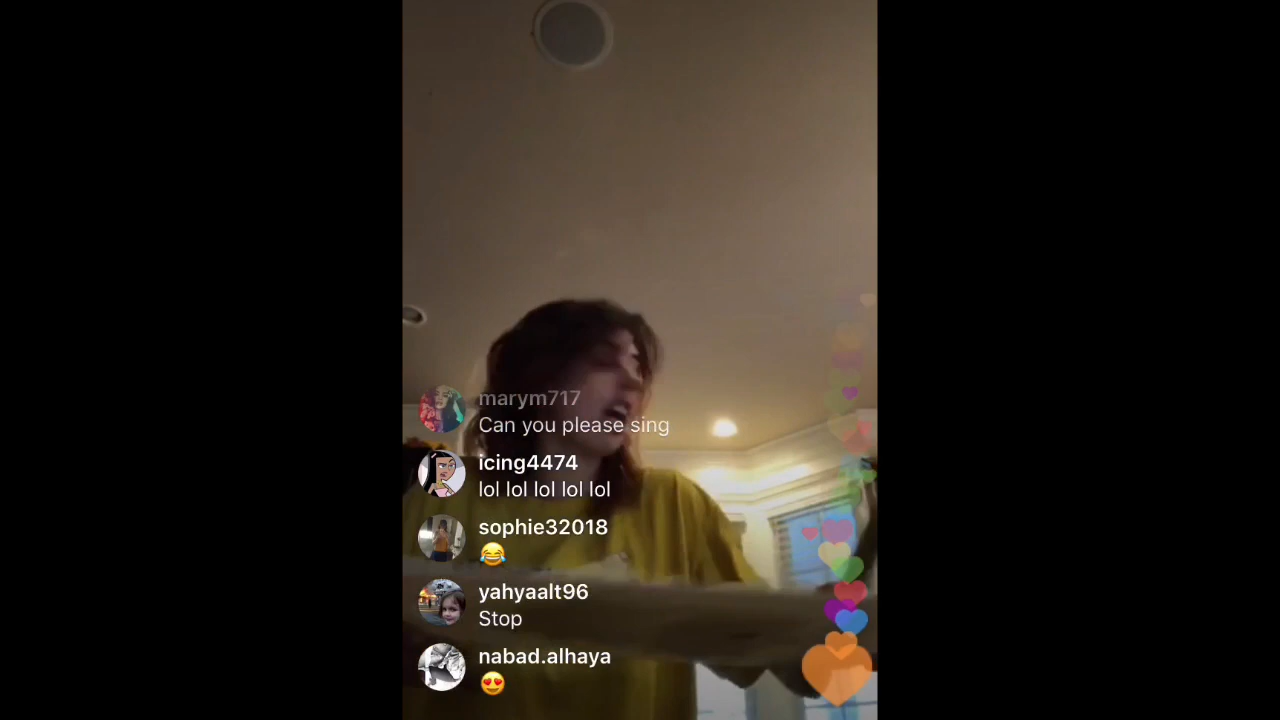 marym717
Can you please sing
icing4474
lol lol lol lol lol
sophie32018
😂
yahyaalt96
Stop
nabad.alhaya
😍